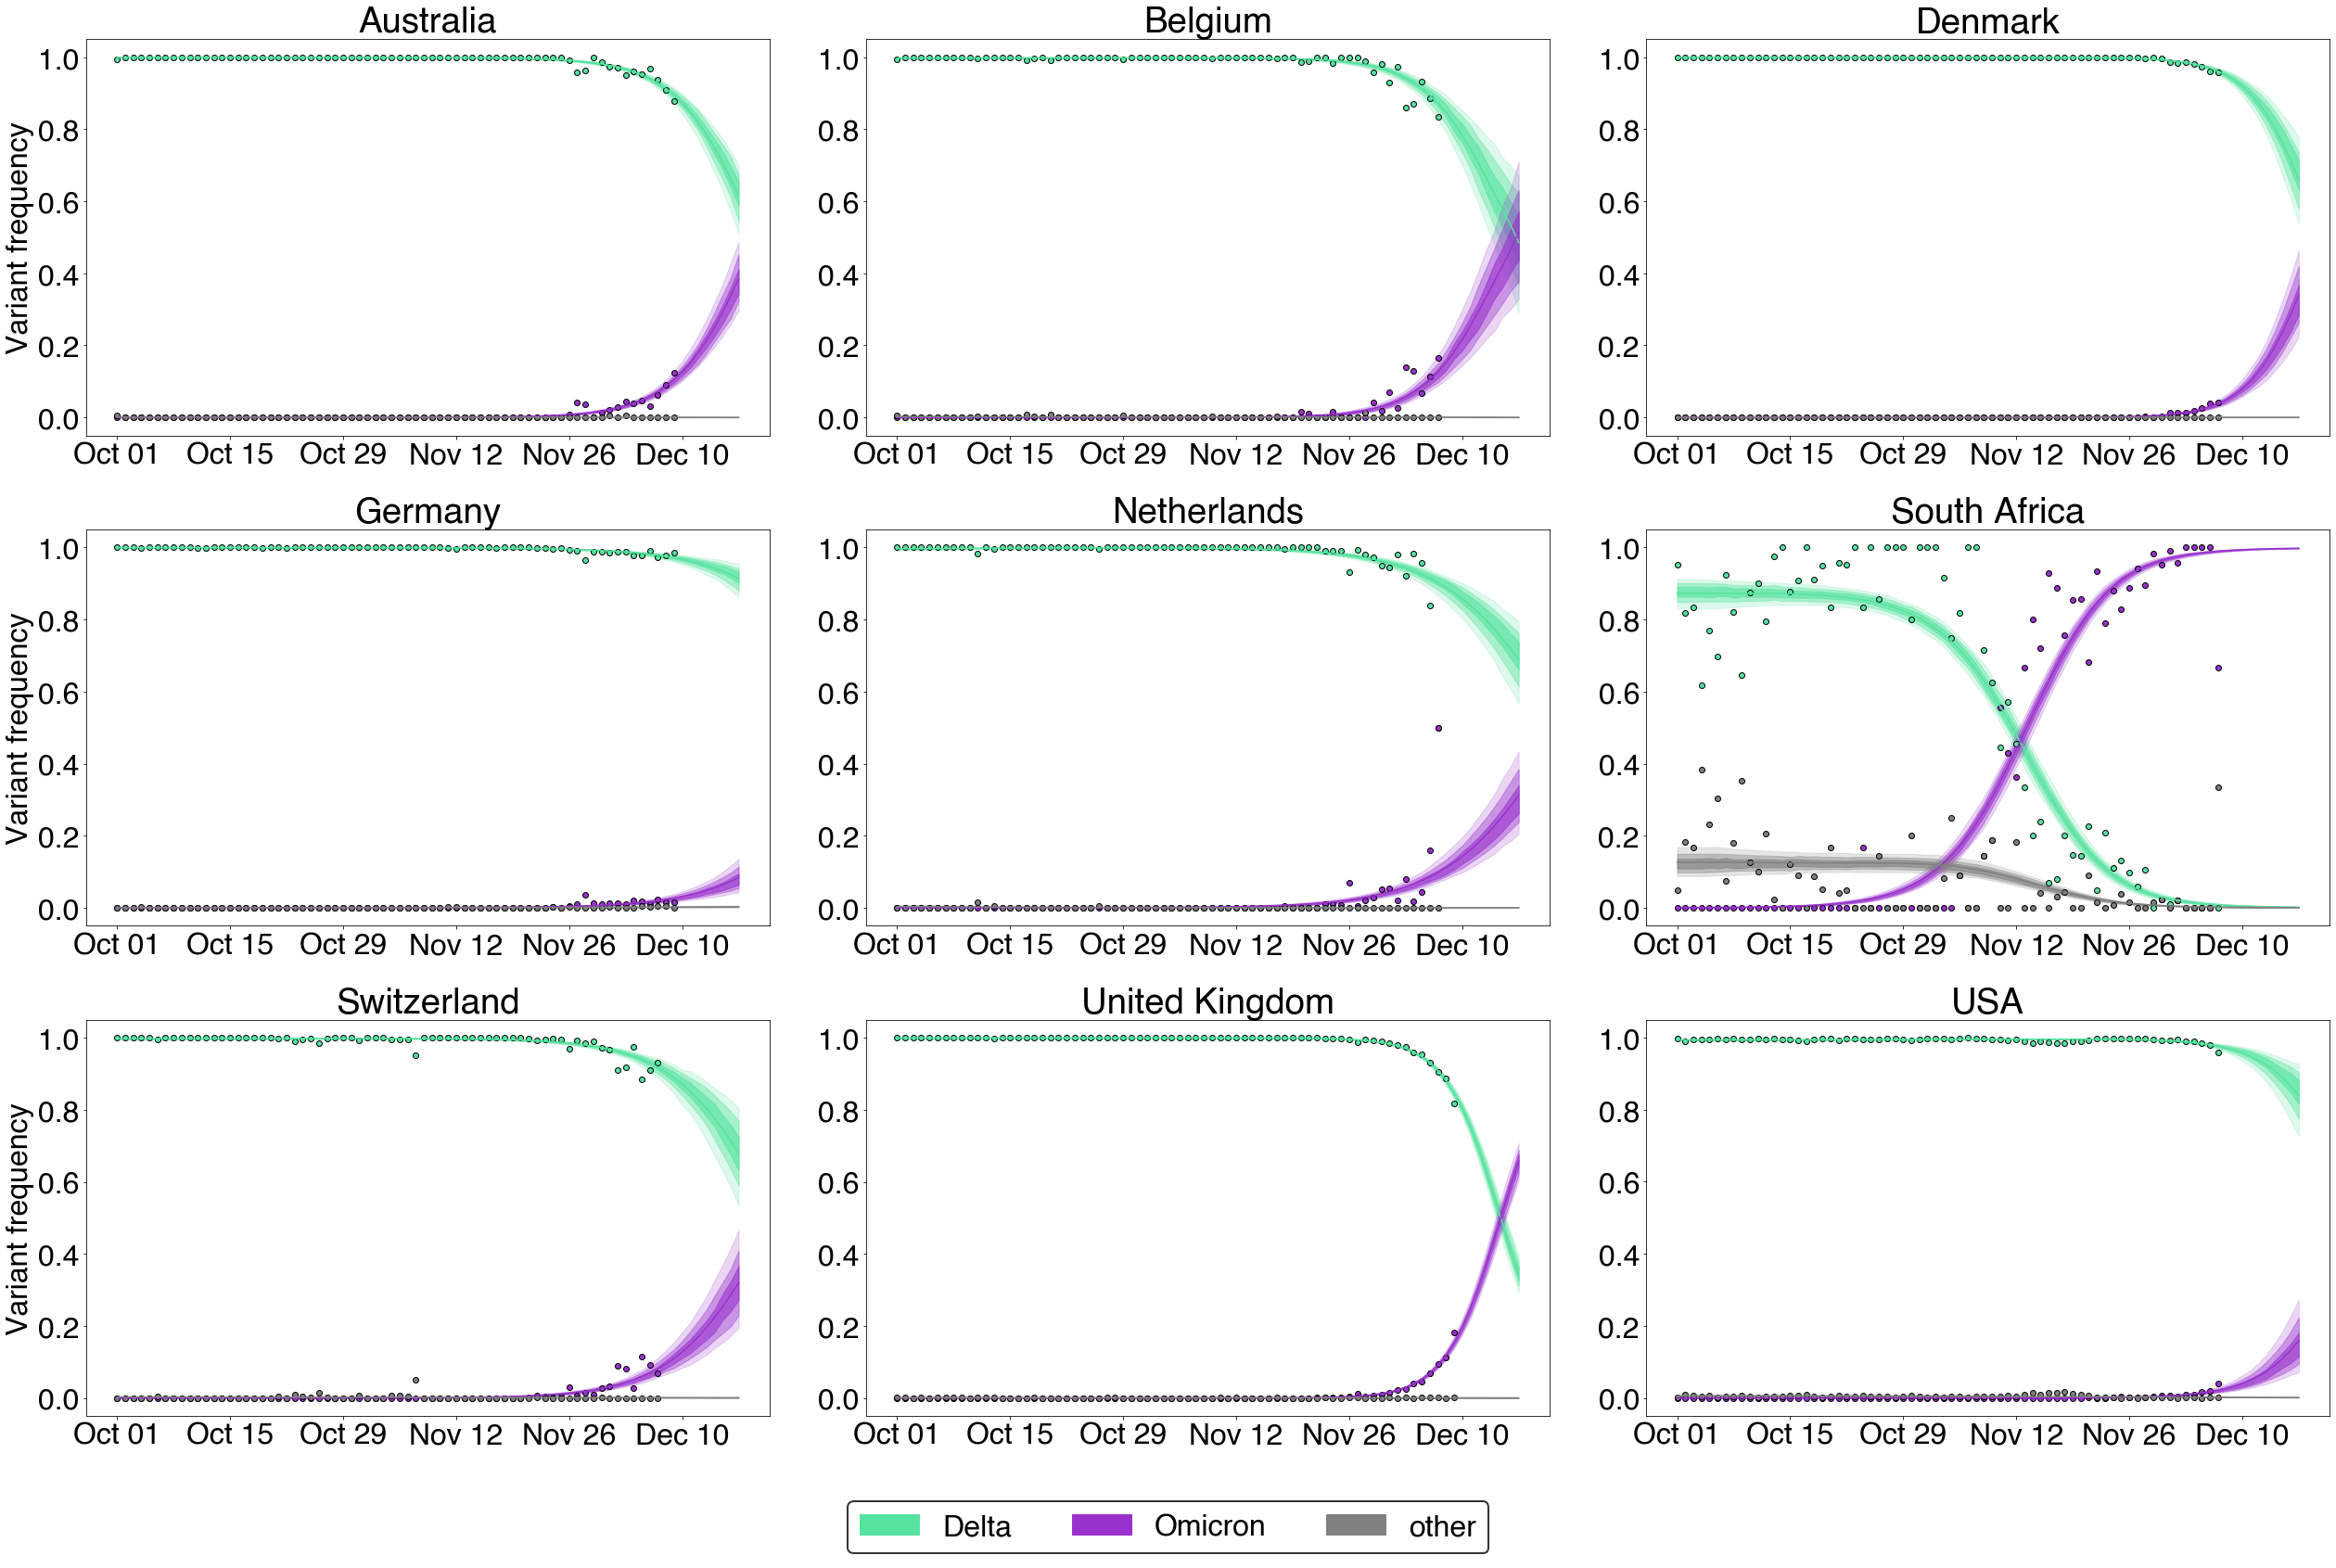 Australia Belgium Denmark
1.0 1.0 1.0
0.8 0.8 0.8
0.6 0.6 0.6
0.4 0.4 0.4
0.2 0.2 0.2
0.0 0.0 0.0
Variant frequency
Oct 01 Oct 15 Oct 29 Nov 12 Nov 26 Dec 10 Oct 01 Oct 15 Oct 29 Nov 12 Nov 26 Dec 10 Oct 01 Oct 15 Oct 29 Nov 12 Nov 26 Dec 10
Germany Netherlands South Africa
1.0 1.0 1.0
0.8 0.8 0.8
0.6 0.6 0.6
0.4 0.4 0.4
0.2 0.2 0.2
0.0 0.0 0.0
Variant frequency
Oct 01 Oct 15 Oct 29 Nov 12 Nov 26 Dec 10 Oct 01 Oct 15 Oct 29 Nov 12 Nov 26 Dec 10 Oct 01 Oct 15 Oct 29 Nov 12 Nov 26 Dec 10
Switzerland United Kingdom USA
1.0 1.0 1.0
0.8 0.8 0.8
0.6 0.6 0.6
0.4 0.4 0.4
0.2 0.2 0.2
0.0 0.0 0.0
Variant frequency
Oct 01 Oct 15 Oct 29 Nov 12 Nov 26 Dec 10 Oct 01 Oct 15 Oct 29 Nov 12 Nov 26 Dec 10 Oct 01 Oct 15 Oct 29 Nov 12 Nov 26 Dec 10
Delta Omicron other